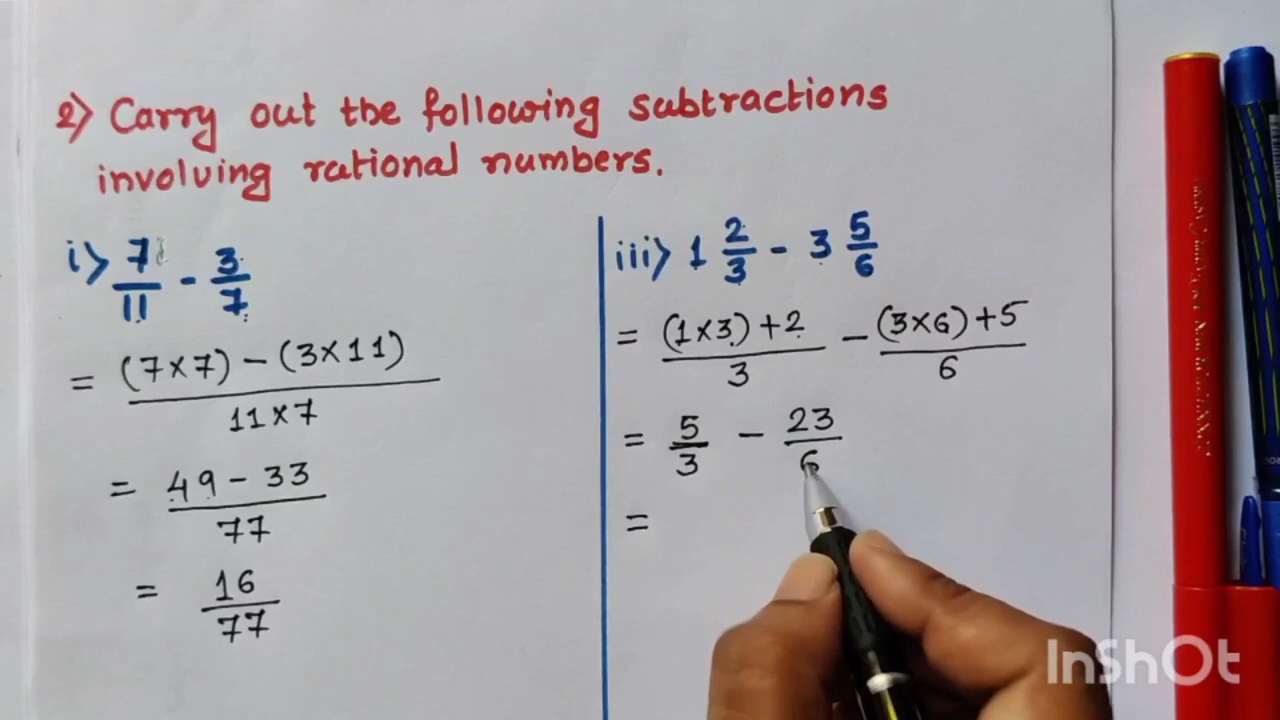 2) Carry out the following subtractions
involving rational numbers.
i) 7/11 - 3/7
= (7×7) - (3×11) / 11×7
= 49 - 33 / 77
= 16/77
iii) 1 2/3 - 3 5/6
= (1×3)+2 / 3 - (3×6)+5 / 6
= 5/3 - 23/6
=
InShOt